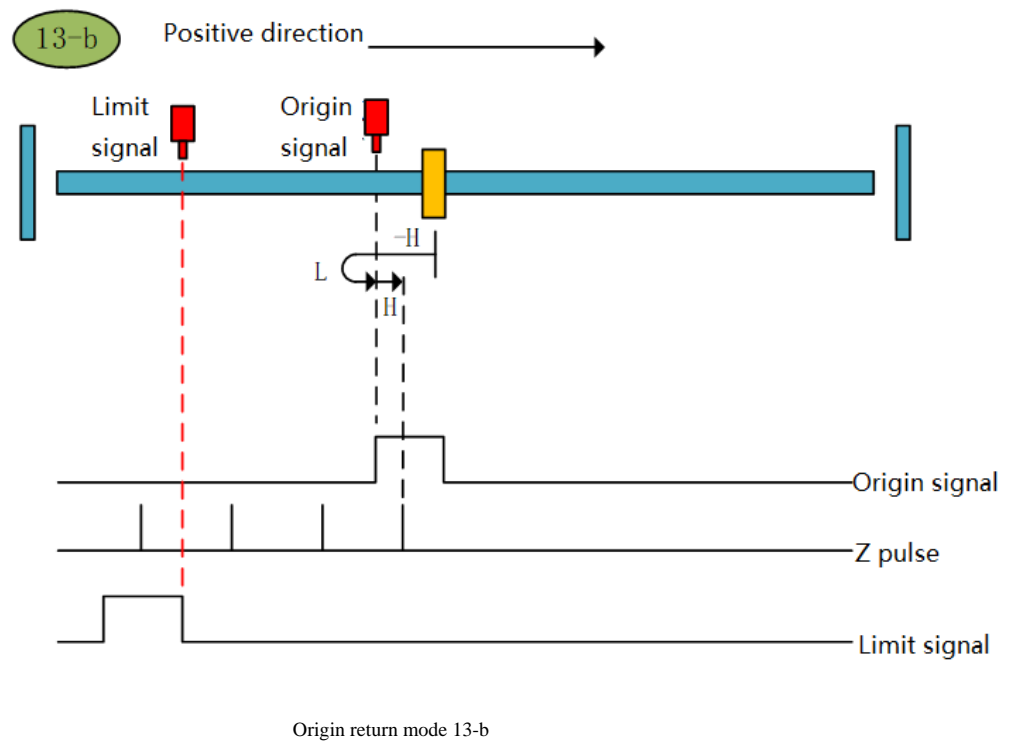 13-b
Positive direction
Limit
signal
Origin
signal
-H
L
H
Origin signal
Z pulse
Limit signal
Origin return mode 13-b